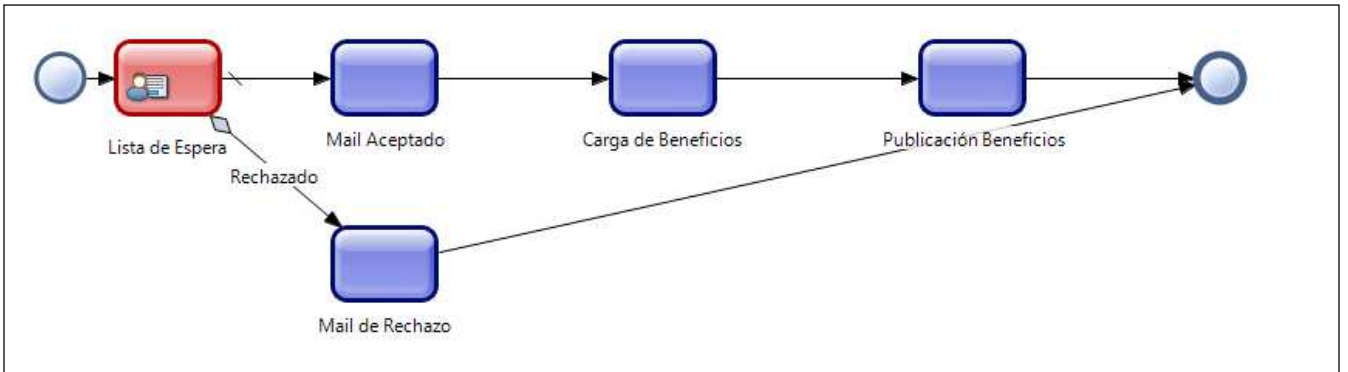 Lista de Espera
Mail Aceptado
Carga de Beneficios
Publicación Beneficios
Rechazado
Mail de Rechazo